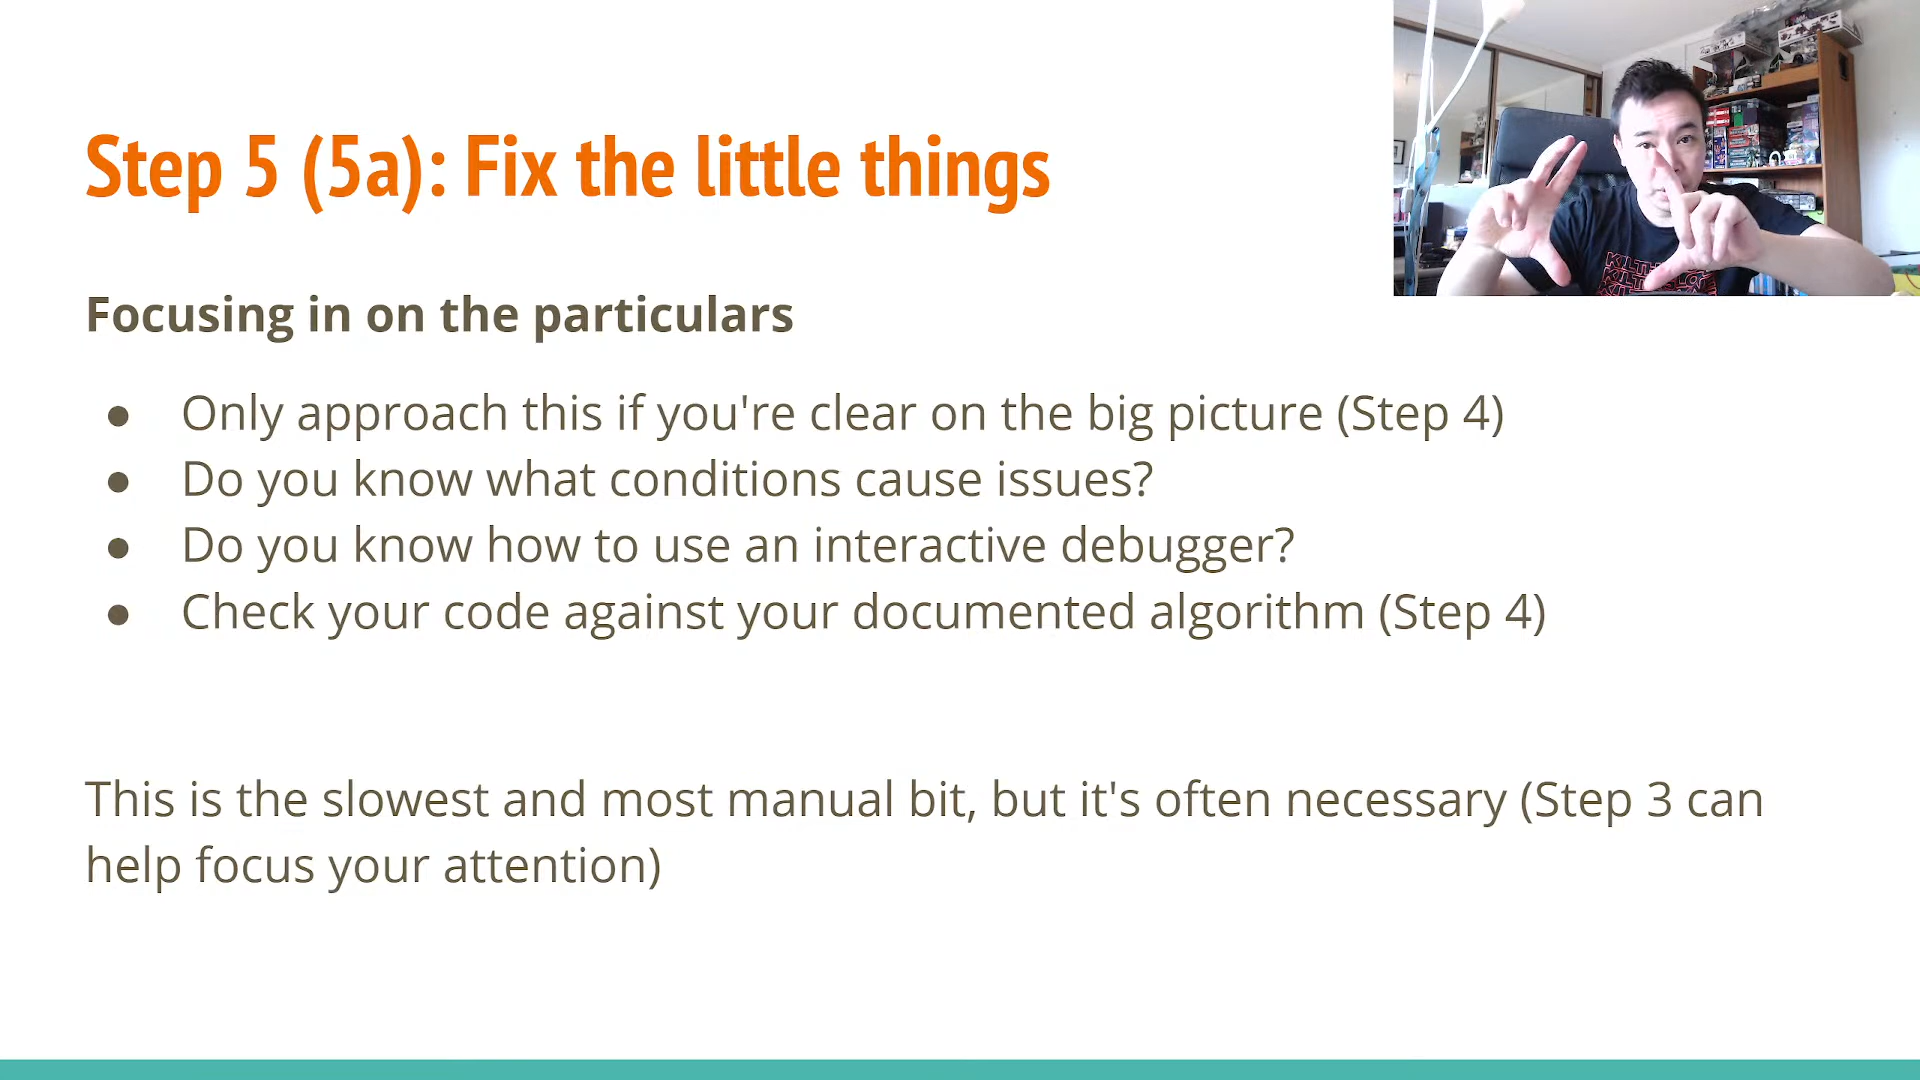 Step 5 (5a): Fix the little things
Focusing in on the particulars
● Only approach this if you're clear on the big picture (Step 4)
● Do you know what conditions cause issues?
● Do you know how to use an interactive debugger?
● Check your code against your documented algorithm (Step 4)
This is the slowest and most manual bit, but it's often necessary (Step 3 can
help focus your attention)